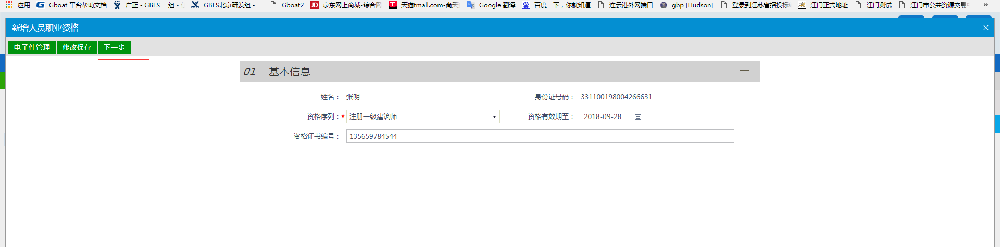 应用 Gboat 平台帮助文档 广正 - GBES 一组 - GBES北京研发组 - Gboat2 JD 京东网上商城-综合网 T 天猫tmall.com-尚天 Google 翻译 百度一下，你就知道 连云港外网端口 gbp [Hudson] 登录到江苏省招投标 江门正式地址 江门测试 江门市公共资源交易 »
新增人员职业资格
电子件管理 修改保存 下一步
01 基本信息
姓名： 张明 身份证号码： 331100198004266631
资格序列：* 注册一级建筑师 资格有效期至： 2018-09-28
资格证书编号： 135659784544